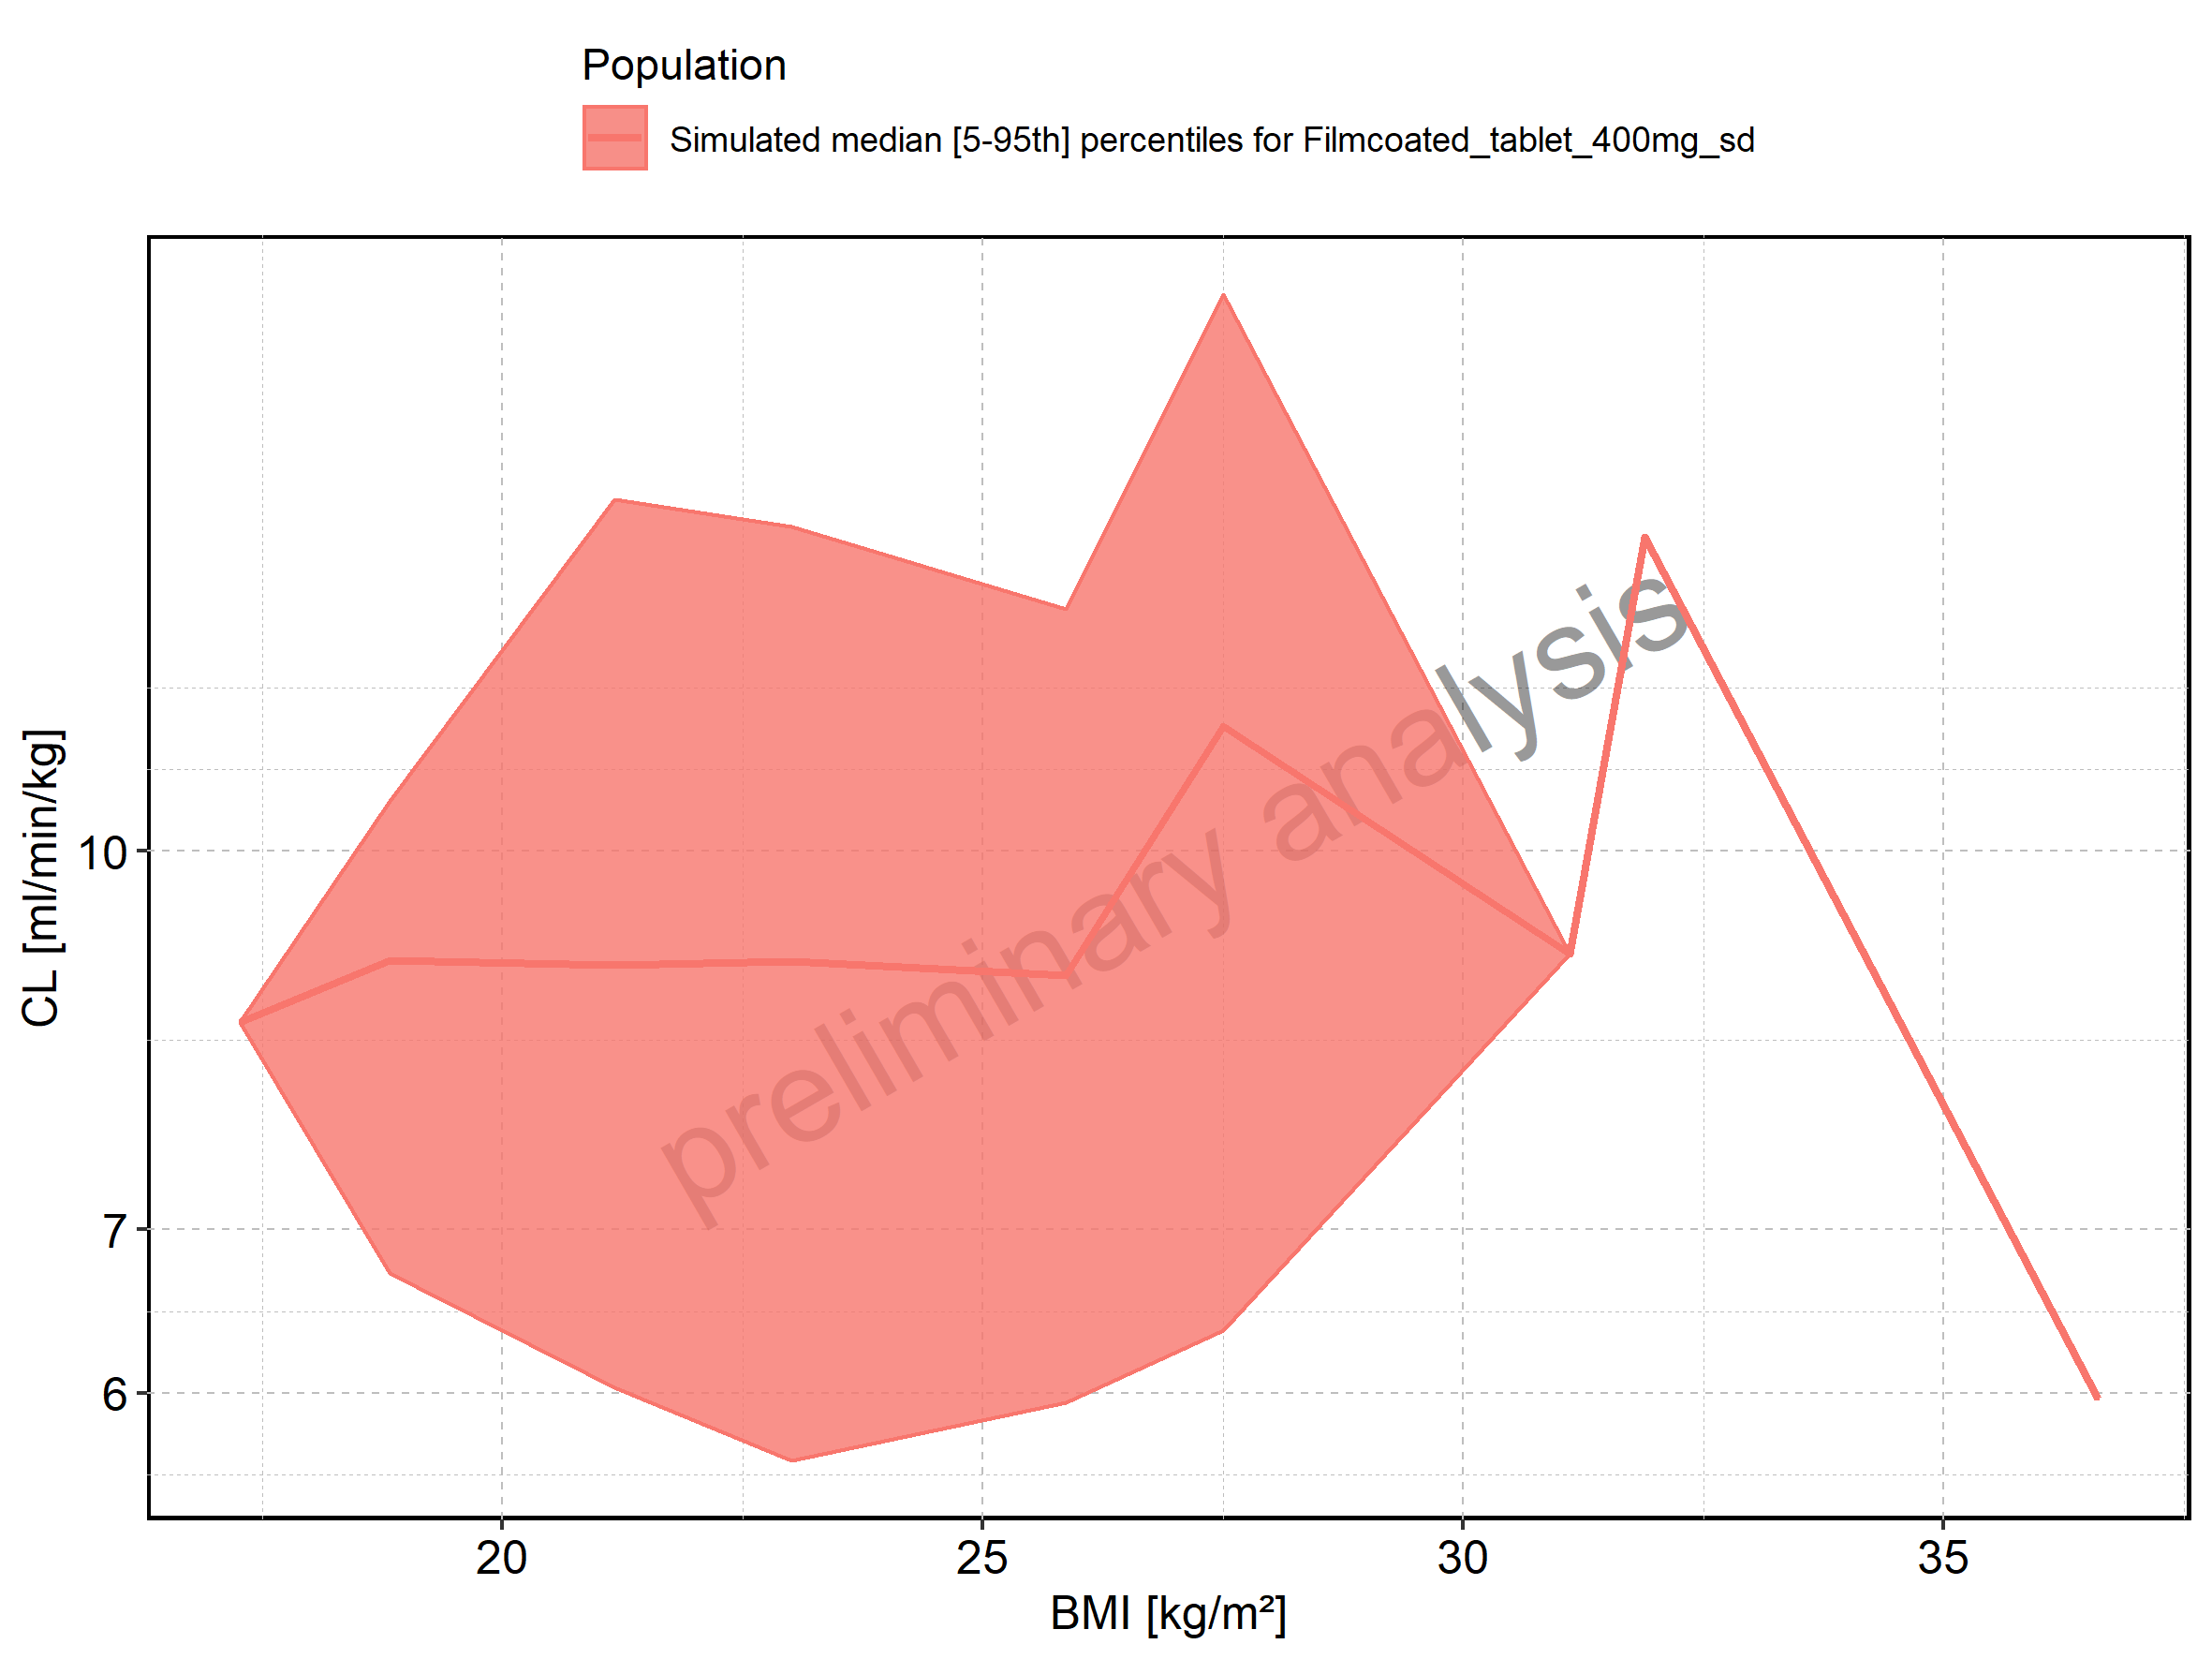 Population
Simulated median [5-95th] percentiles for Filmcoated_tablet_400mg_sd
CL [ml/min/kg]
10
7
6
preliminary analysis
20 25 30 35
BMI [kg/m²]